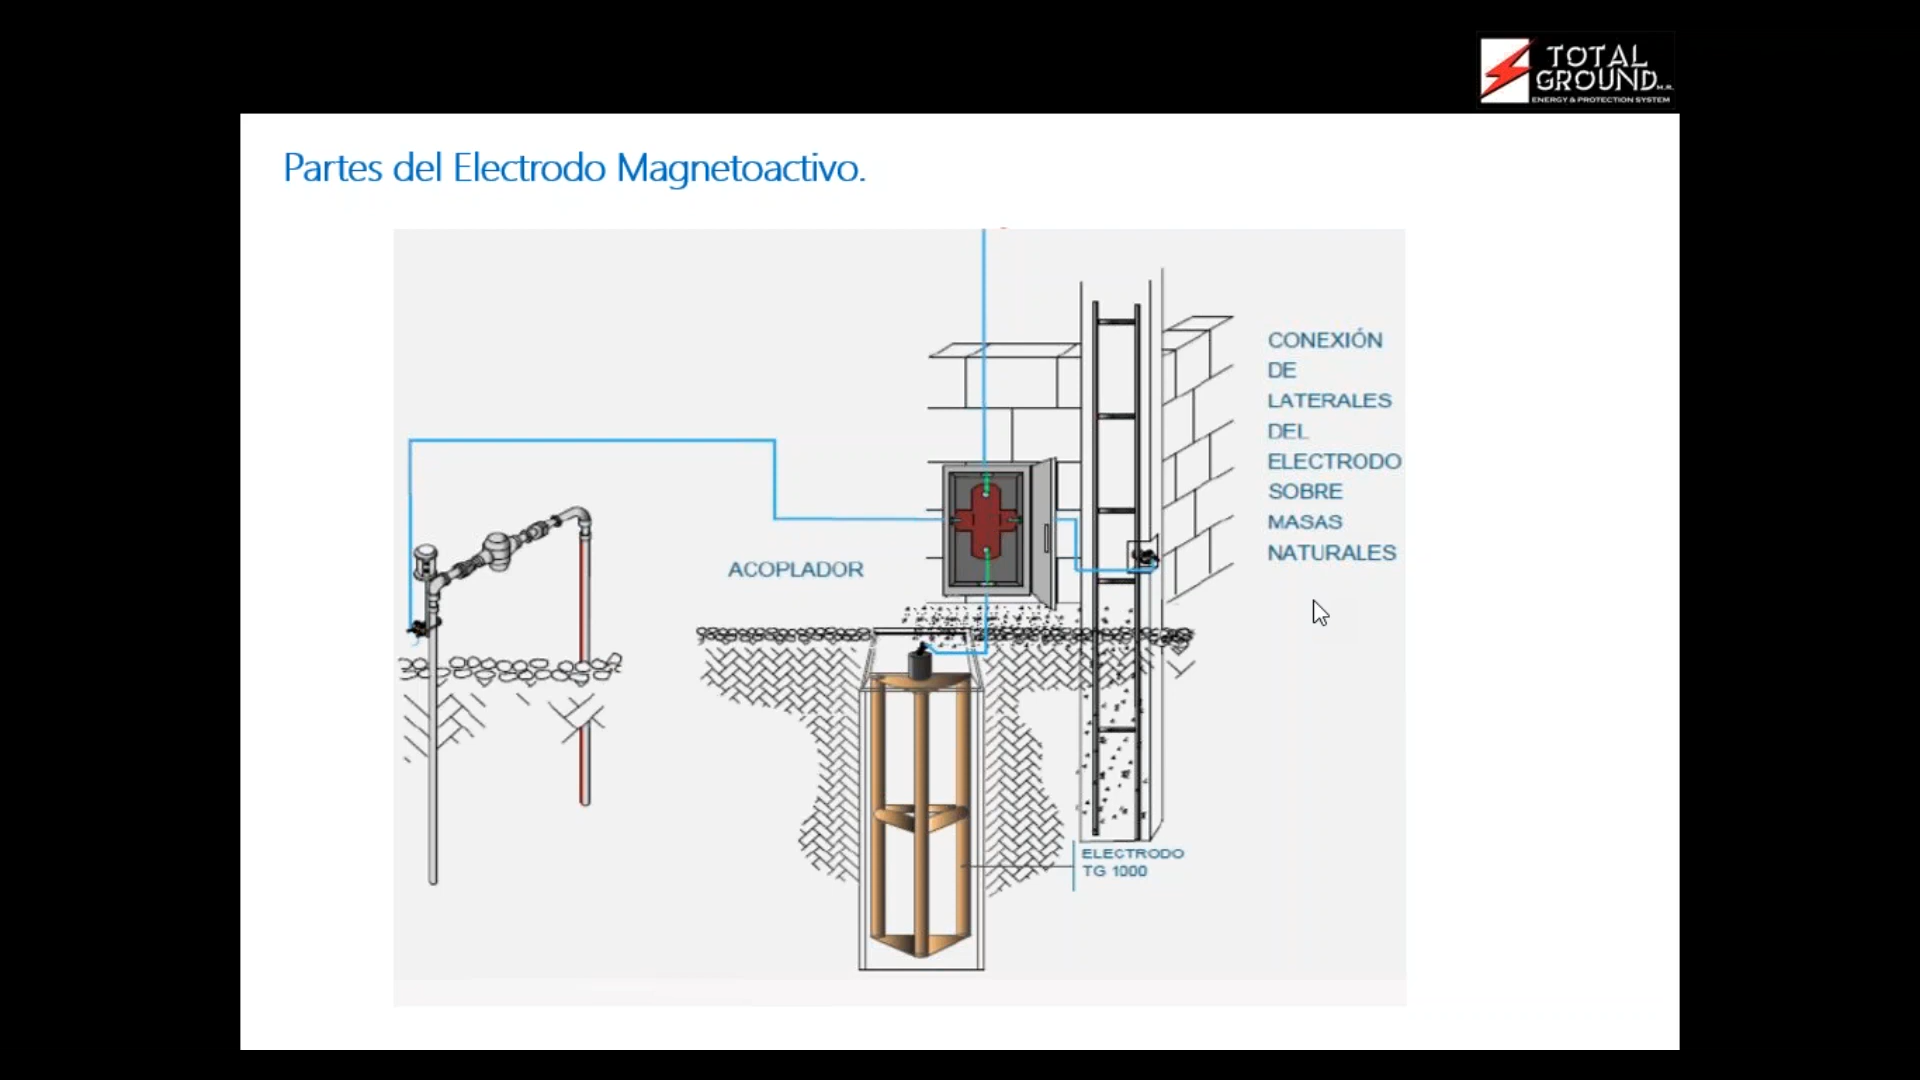 TOTAL
GROUND M.R.
ENERGY & PROTECTION SYSTEM
Partes del Electrodo Magnetoactivo.
CONEXIÓN
DE
LATERALES
DEL
ELECTRODO
SOBRE
MASAS
NATURALES
ACOPLADOR
ELECTRODO
TG 1000